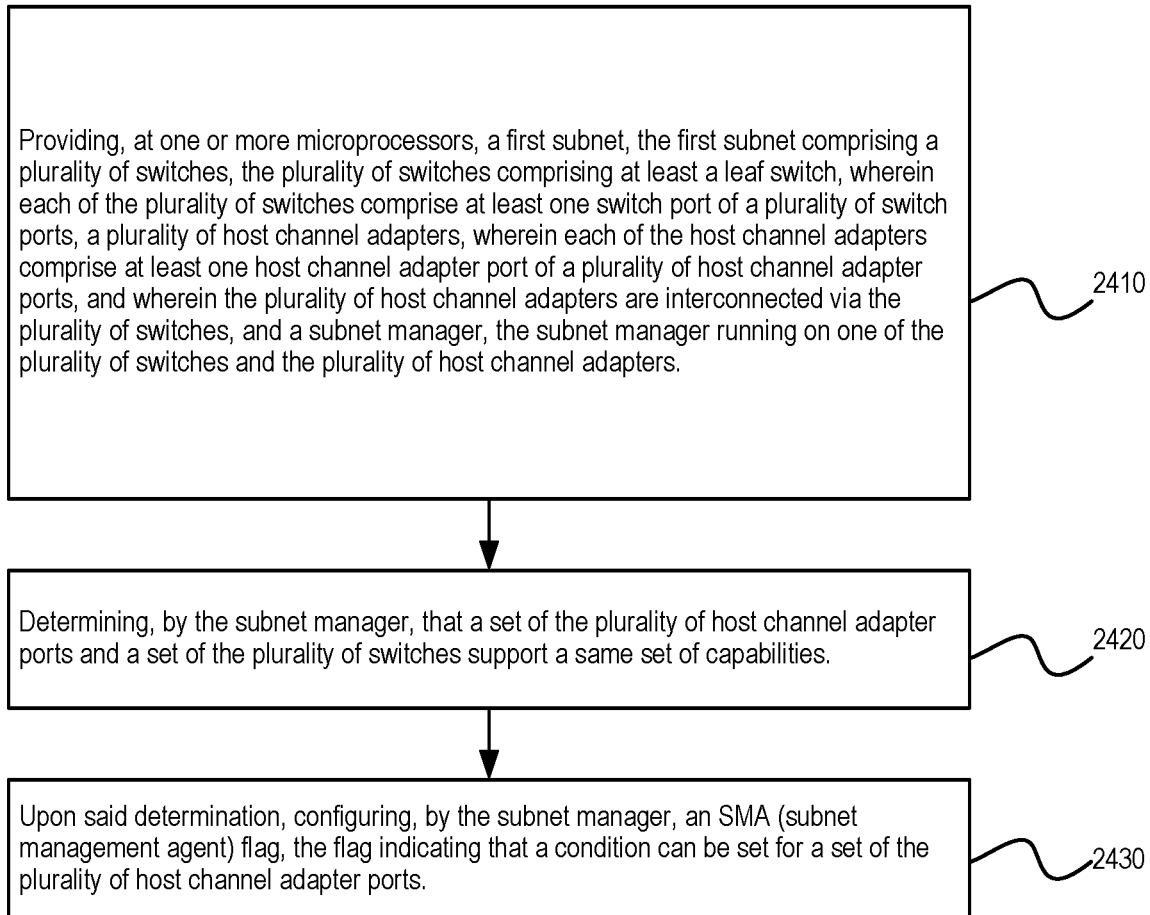 Providing, at one or more microprocessors, a first subnet, the first subnet comprising a
plurality of switches, the plurality of switches comprising at least a leaf switch, wherein
each of the plurality of switches comprise at least one switch port of a plurality of switch
ports, a plurality of host channel adapters, wherein each of the host channel adapters
comprise at least one host channel adapter port of a plurality of host channel adapter
ports, and wherein the plurality of host channel adapters are interconnected via the
plurality of switches, and a subnet manager, the subnet manager running on one of the
plurality of switches and the plurality of host channel adapters.
2410
Determining, by the subnet manager, that a set of the plurality of host channel adapter
ports and a set of the plurality of switches support a same set of capabilities.
2420
Upon said determination, configuring, by the subnet manager, an SMA (subnet
management agent) flag, the flag indicating that a condition can be set for a set of the
plurality of host channel adapter ports.
2430